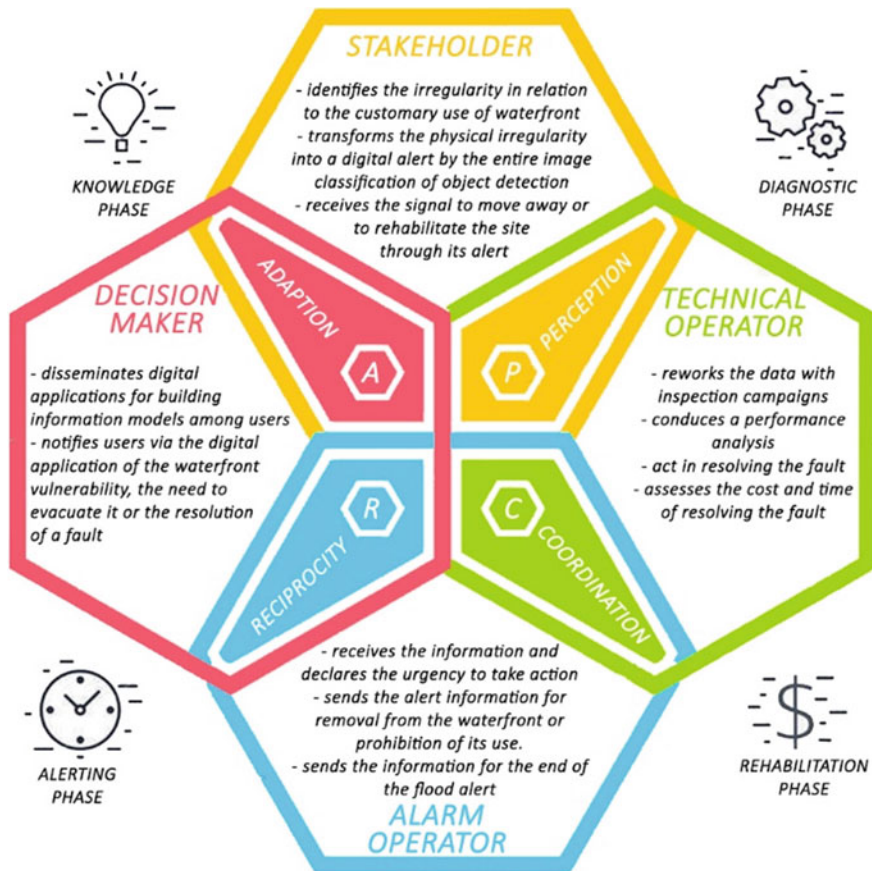 STAKEHOLDER
- identifies the irregularity in relation
to the customary use of waterfront
- transforms the physical irregularity
into a digital alert by the entire image
classification of object detection
- receives the signal to move away or
to rehabilitate the site
through its alert
KNOWLEDGE
PHASE
DIAGNOSTIC
PHASE
ADAPTION
A
PERCEPTION
P
DECISION
MAKER
- disseminates digital
applications for building
information models among users
- notifies users via the digital
application of the waterfront
vulnerability, the need to
evacuate it or the resolution
of a fault
TECHNICAL
OPERATOR
- reworks the data with
inspection campaigns
- conduces a performance
analysis
- act in resolving the fault
- assesses the cost and time
of resolving the fault
R
RECIPROCITY
C
COORDINATION
- receives the information and
declares the urgency to take action
- sends the alert information for
removal from the waterfront or
prohibition of its use.
- sends the information for the end of
the flood alert
ALARM
OPERATOR
ALERTING
PHASE
$
REHABILITATION
PHASE